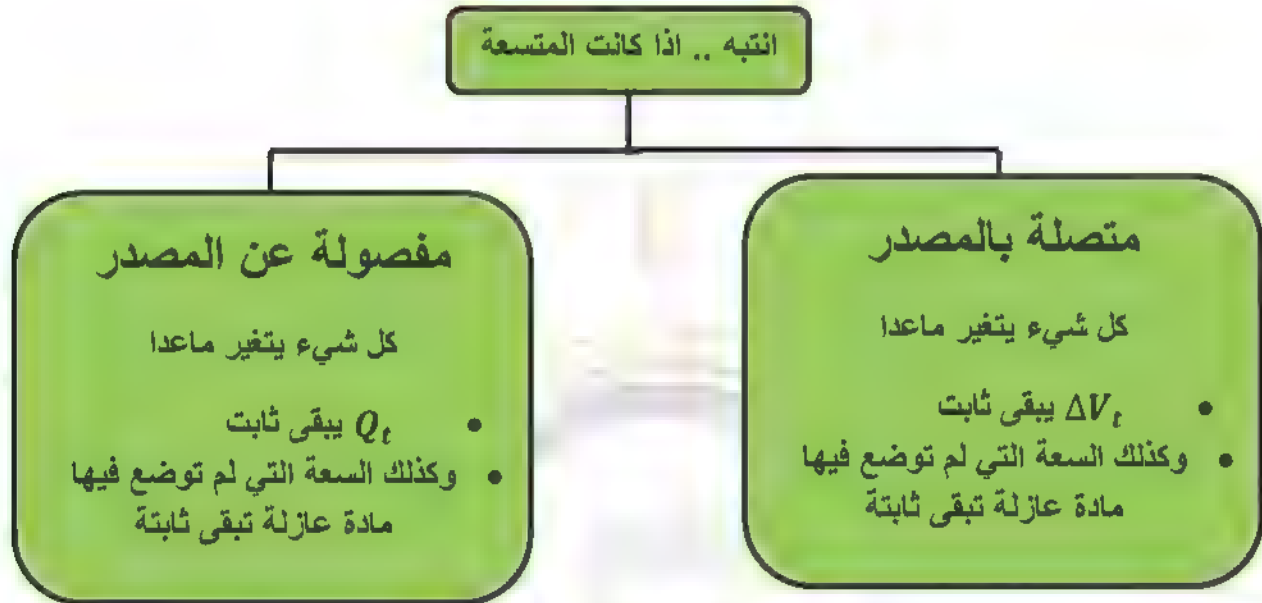 انتبه .. اذا كانت المتسعة
متصلة بالمصدر
كل شيء يتغير ماعدا
• ΔVₜ يبقى ثابت
• وكذلك السعة التي لم توضع فيها
مادة عازلة تبقى ثابتة
مفصولة عن المصدر
كل شيء يتغير ماعدا
• Qₜ يبقى ثابت
• وكذلك السعة التي لم توضع فيها
مادة عازلة تبقى ثابتة